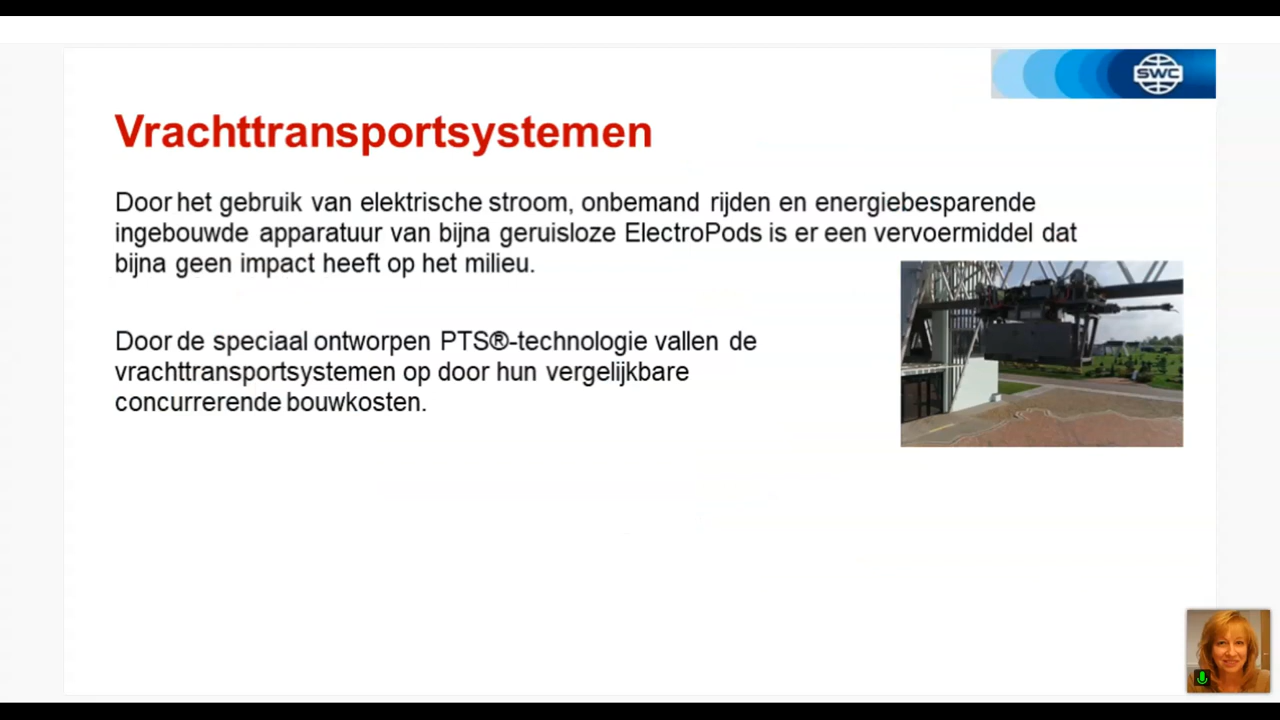 SWC
Vrachttransportsystemen
Door het gebruik van elektrische stroom, onbemand rijden en energiebesparende
ingebouwde apparatuur van bijna geruisloze ElectroPods is er een vervoermiddel dat
bijna geen impact heeft op het milieu.
Door de speciaal ontworpen PTS®-technologie vallen de
vrachttransportsystemen op door hun vergelijkbare
concurrerende bouwkosten.